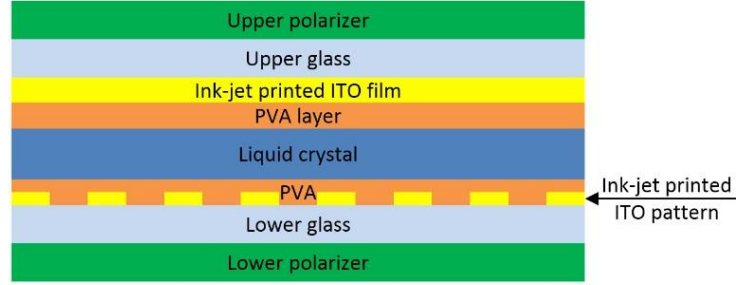 Upper polarizer
Upper glass
Ink-jet printed ITO film
PVA layer
Liquid crystal
PVA
Ink-jet printed
ITO pattern
Lower glass
Lower polarizer